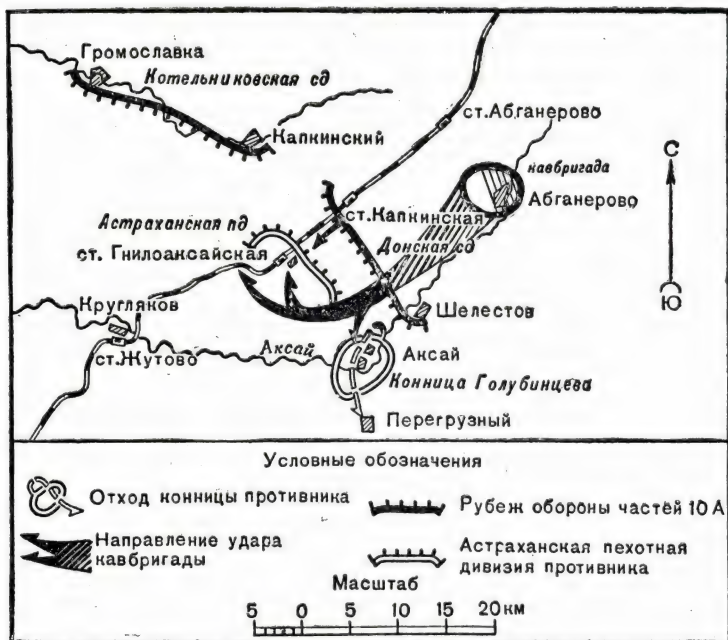 Громославка
Котельниковская сд
Капкинский
ст. Абганерово
кавбригада
Абганерово
С
Ю
Астраханская пд
ст. Капкинская
Донская сд
ст. Гнилоаксайская
Кругляков
ст. Жутово
Аксай
Шелестов
Аксай
Конница Голубинцева
Перегрузный
Условные обозначения
Отход конницы противника
Рубеж обороны частей 10 А
Направление удара
кавбригады
Астраханская пехотная
дивизия противника
Масштаб
5 0 5 10 15 20 км